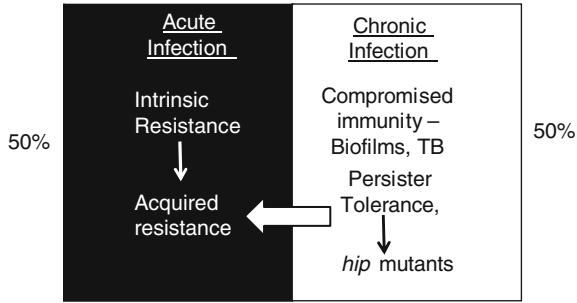 50%
Acute
Infection
Intrinsic
Resistance
Acquired
resistance
Chronic
Infection
Compromised
immunity –
Biofilms, TB
Persister
Tolerance,
hip mutants
50%